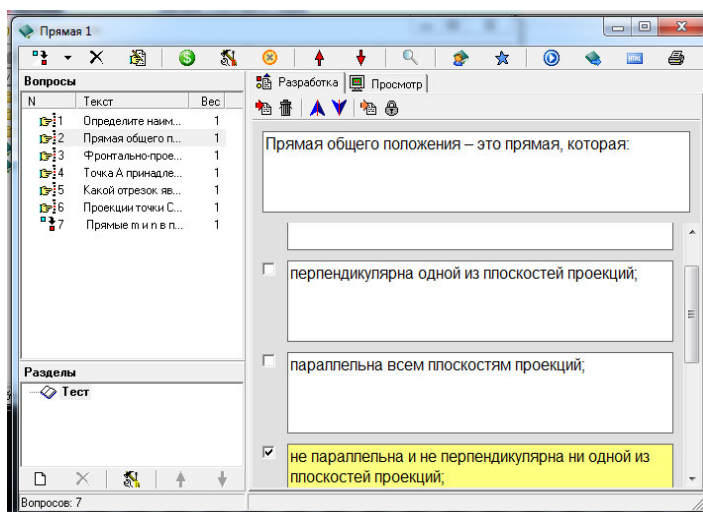 Прямая 1
Вопросы
N Текст Вес
1 Определите наим... 1
2 Прямая общего п... 1
3 Фронтально-прое... 1
4 Точка А принадле... 1
5 Какой отрезок яв... 1
6 Проекции точки С... 1
7 Прямые m и n в п... 1
Разделы
Тест
Вопросов: 7
Разработка Просмотр
Прямая общего положения – это прямая, которая:
перпендикулярна одной из плоскостей проекций;
параллельна всем плоскостям проекций;
не параллельна и не перпендикулярна ни одной из
плоскостей проекций;